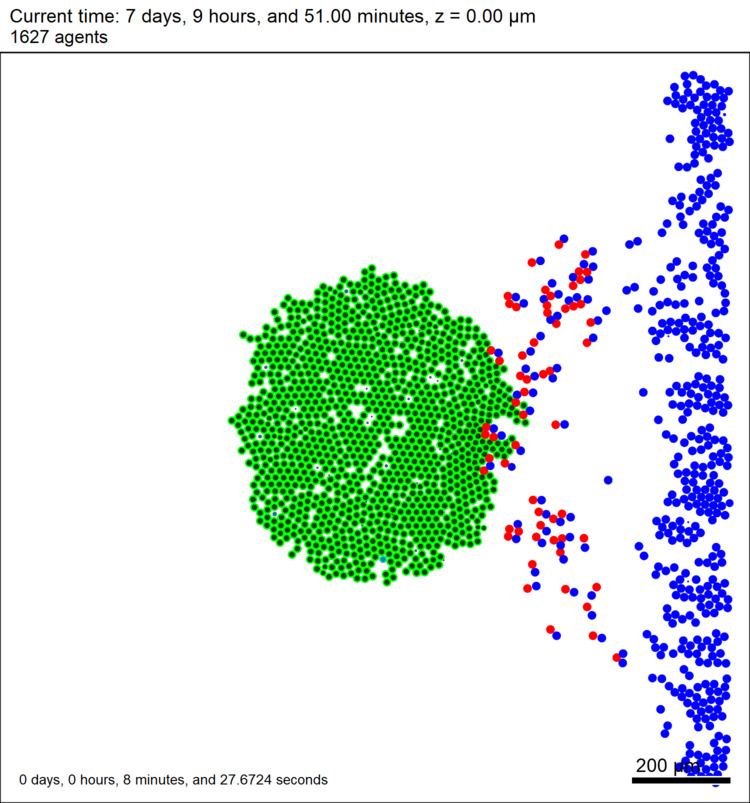 Current time: 7 days, 9 hours, and 51.00 minutes, z = 0.00 μm
1627 agents
200 μm
0 days, 0 hours, 8 minutes, and 27.6724 seconds